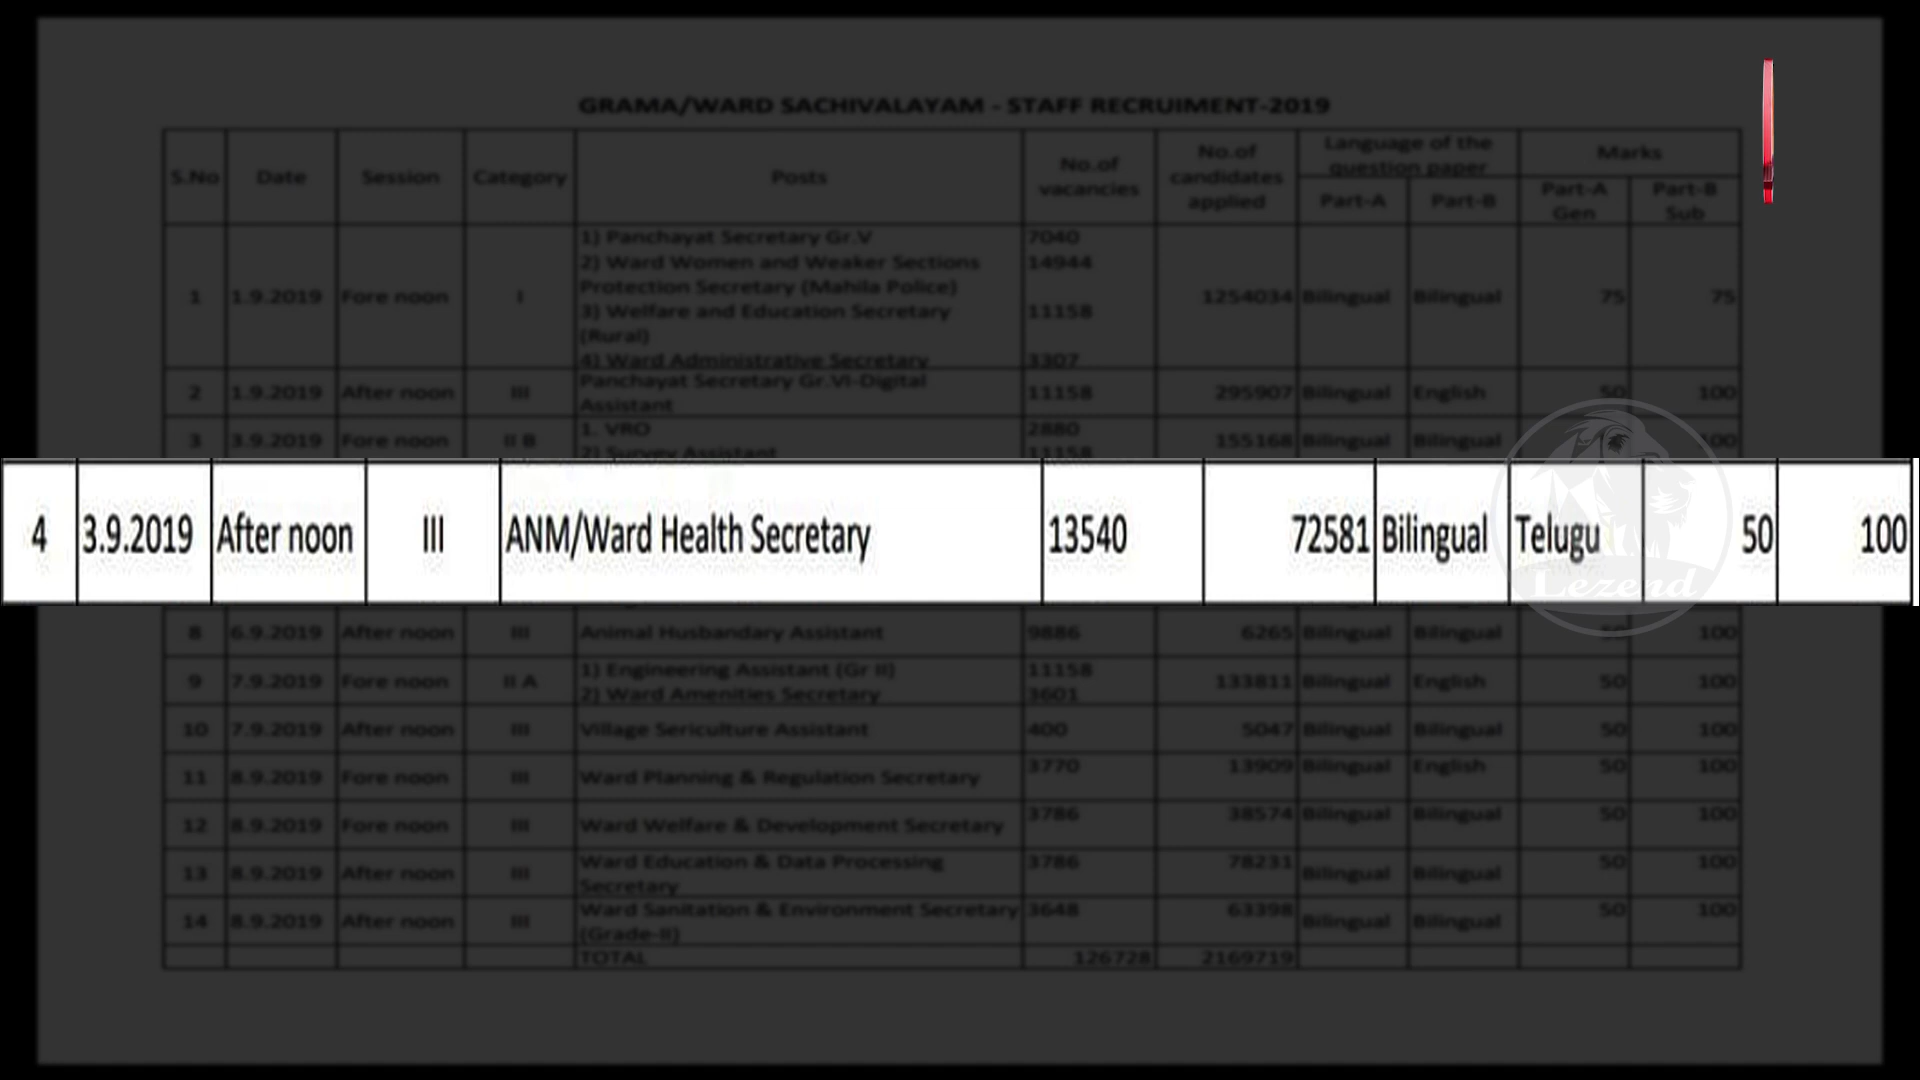 GRAMA/WARD SACHIVALAYAM - STAFF RECRUIMENT-2019
S.No Date Session Category Posts No.of vacancies No.of candidates applied Language of the question paper Marks
Part-A Part-B Part-A Gen Part-B Sub
1 1.9.2019 Fore noon I 1) Panchayat Secretary Gr.V 7040
2) Ward Women and Weaker Sections 14944
Protection Secretary (Mahila Police)
1254034 Bilingual Bilingual 75 75
3) Welfare and Education Secretary 11158
(Rural)
4) Ward Administrative Secretary 3307
2 1.9.2019 After noon III Panchayat Secretary Gr.VI-Digital Assistant 11158 295907 Bilingual English 50 100
3 3.9.2019 Fore noon II B 1. VRO 2880 155168 Bilingual Bilingual 100
2) Survey Assistant 11158
4 3.9.2019 After noon III ANM/Ward Health Secretary 13540 72581 Bilingual Telugu 50 100
Lezend
8 6.9.2019 After noon III Animal Husbandary Assistant 9886 6265 Bilingual Bilingual 50 100
9 7.9.2019 Fore noon II A 1) Engineering Assistant (Gr II) 11158 133811 Bilingual English 50 100
2) Ward Amenities Secretary 3601
10 7.9.2019 After noon III Village Sericulture Assistant 400 5047 Bilingual Bilingual 50 100
11 8.9.2019 Fore noon III Ward Planning & Regulation Secretary 3770 13909 Bilingual English 50 100
12 8.9.2019 Fore noon III Ward Welfare & Development Secretary 3786 38574 Bilingual Bilingual 50 100
13 8.9.2019 After noon III Ward Education & Data Processing Secretary 3786 78231 Bilingual Bilingual 50 100
14 8.9.2019 After noon III Ward Sanitation & Environment Secretary (Grade-II) 3648 63398 Bilingual Bilingual 50 100
TOTAL 126728 2169719